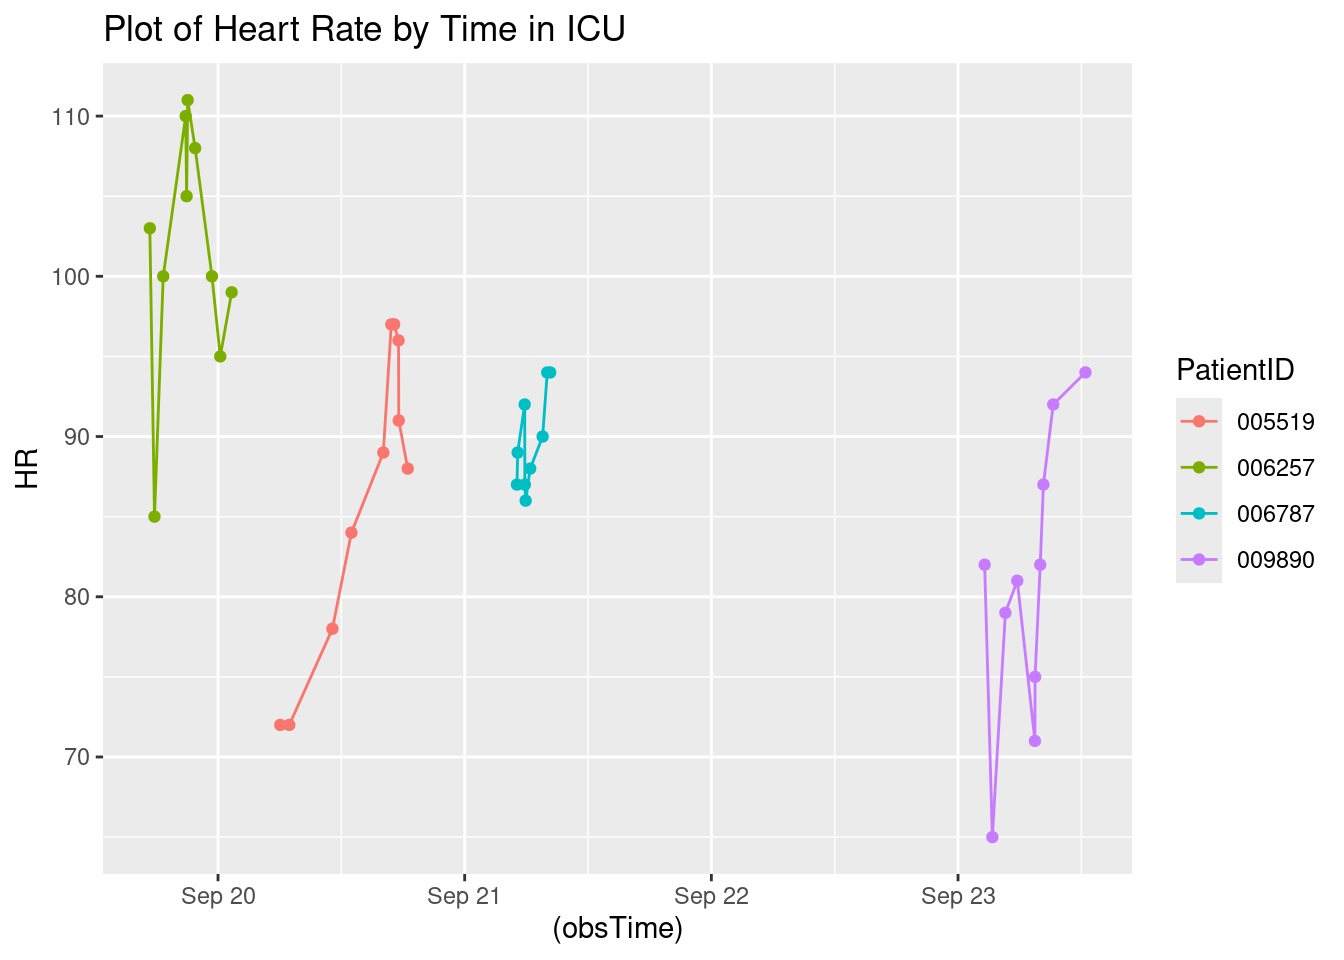 Plot of Heart Rate by Time in ICU
110
100
90
80
70
HR
Sep 20
Sep 21
Sep 22
Sep 23
(obsTime)
PatientID
005519
006257
006787
009890